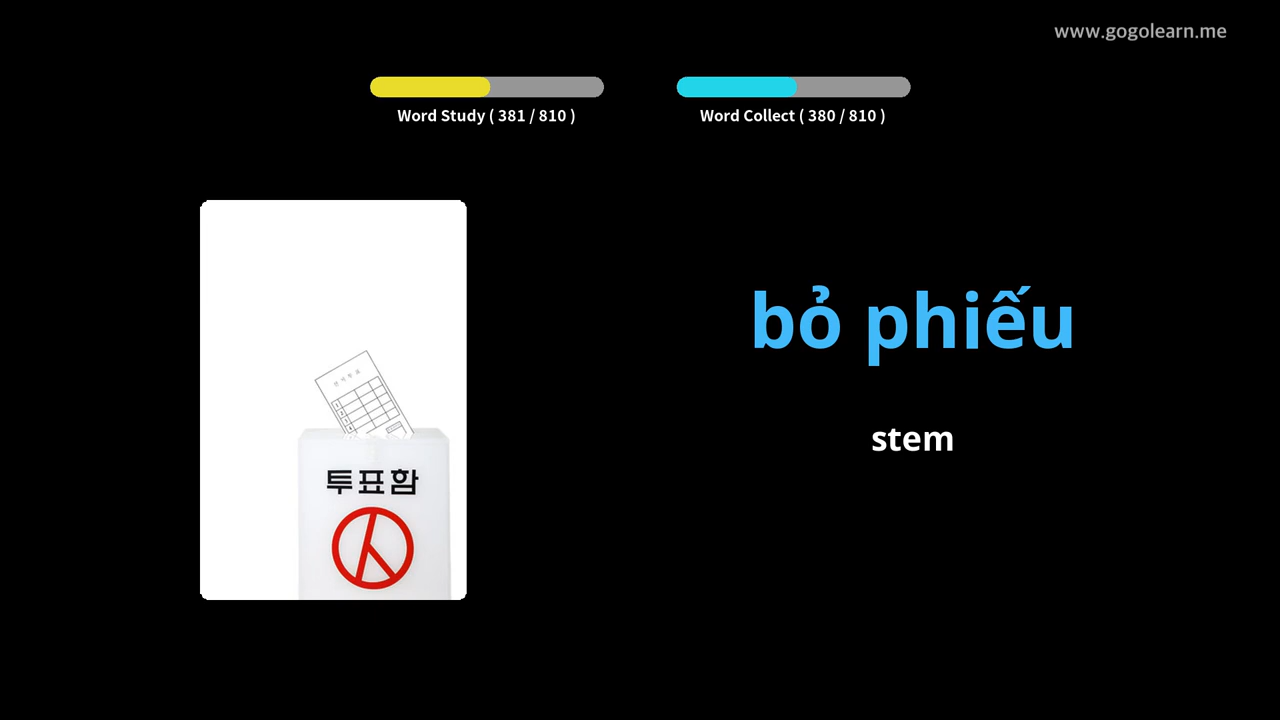 www.gogolearn.me
Word Study ( 381 / 810 )
Word Collect ( 380 / 810 )
bỏ phiếu
stem
투표함